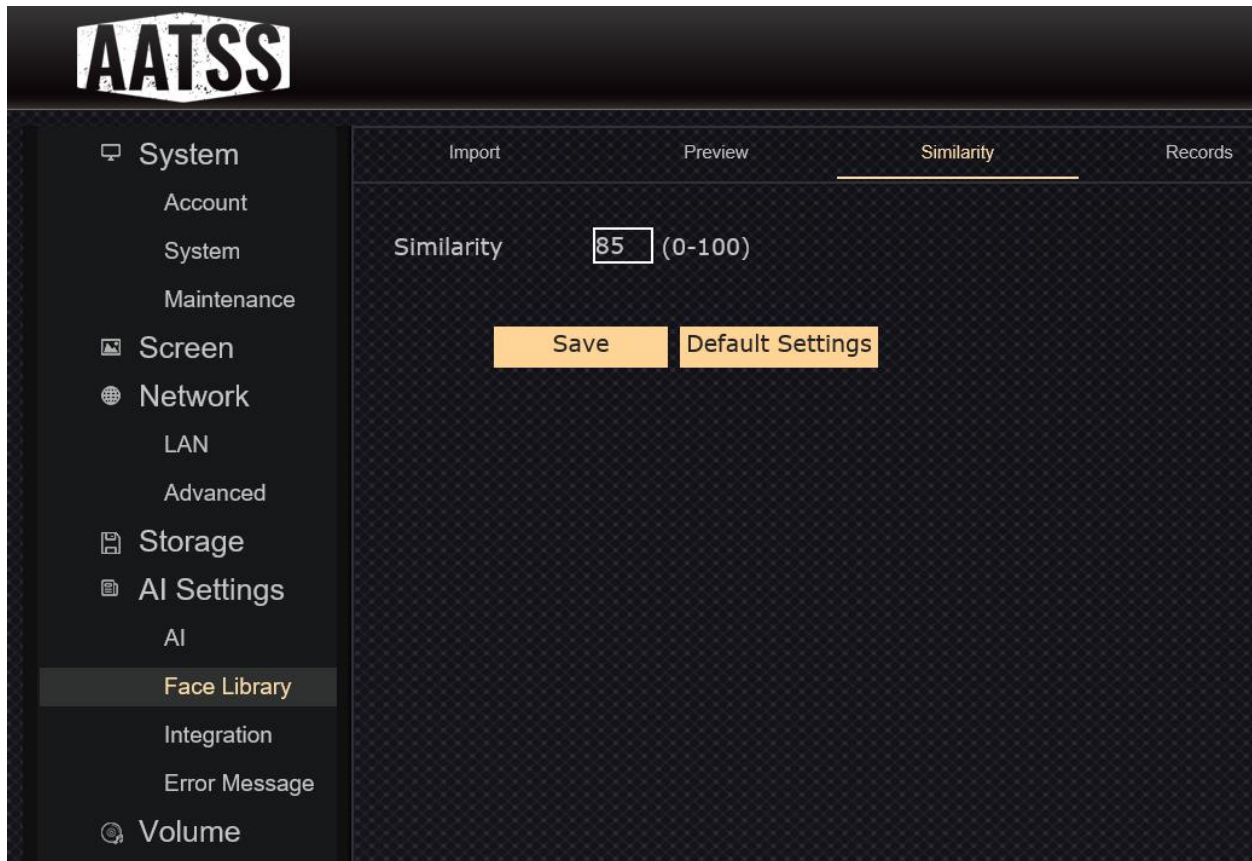 AATSS
System
Account
System
Maintenance
Screen
Network
LAN
Advanced
Storage
AI Settings
AI
Face Library
Integration
Error Message
Volume
Import Preview Similarity Records
Similarity 85 (0-100)
Save Default Settings